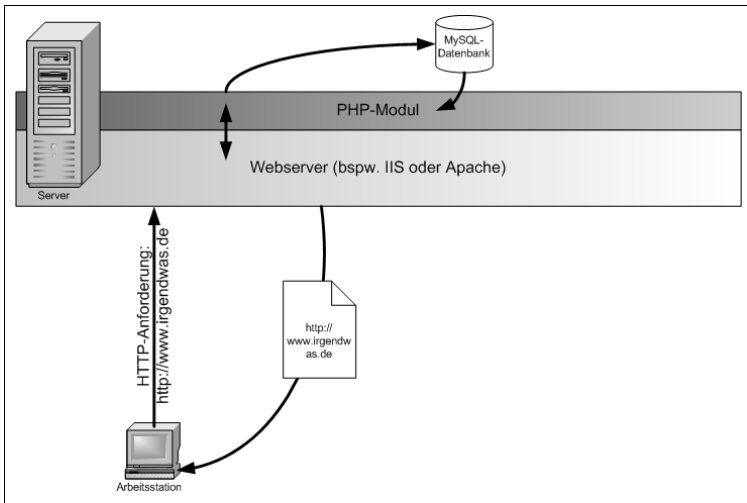 MySQL-
Datenbank
PHP-Modul
Webserver (bspw. IIS oder Apache)
Server
HTTP-Anforderung:
http://www.irgendwas.de
http://
www.irgendw
as.de
Arbeitsstation